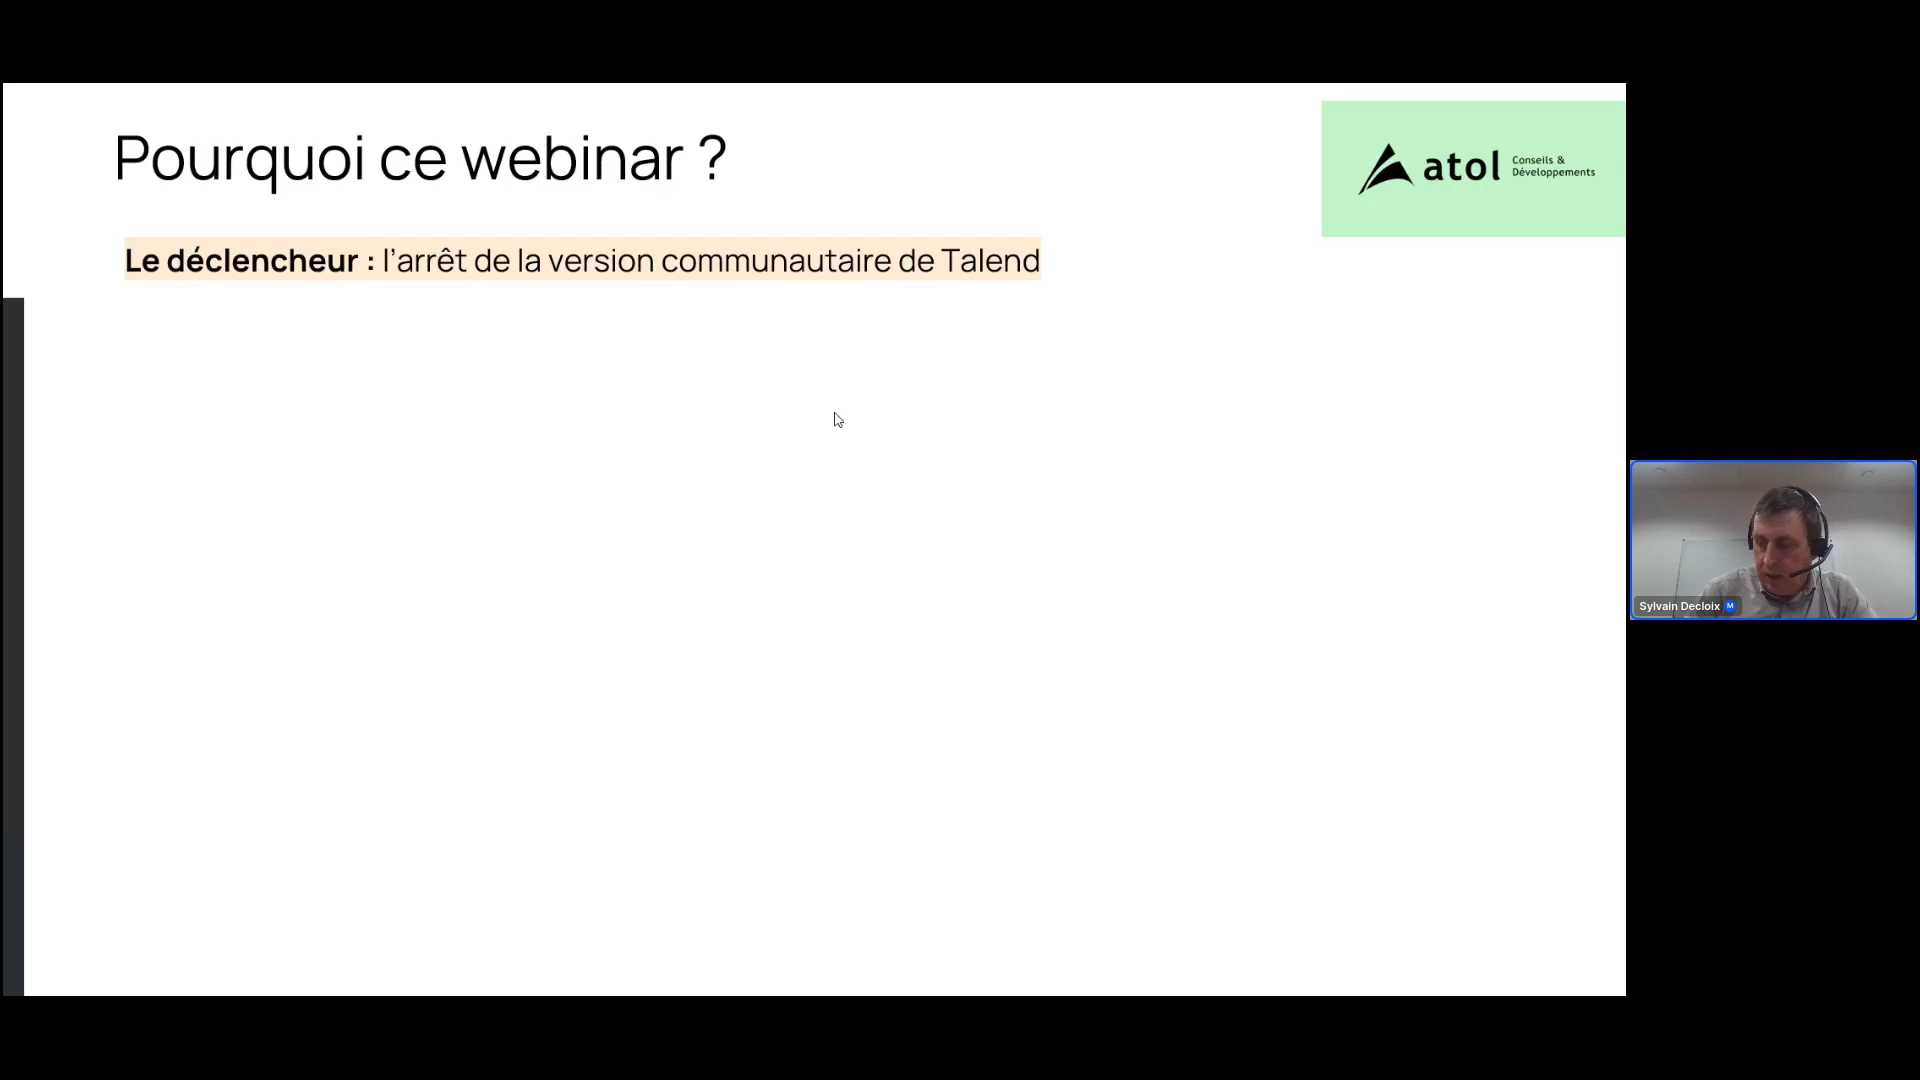 Pourquoi ce webinar ?
atol Conseils &
Développements
Le déclencheur : l'arrêt de la version communautaire de Talend
Sylvain Decloix M